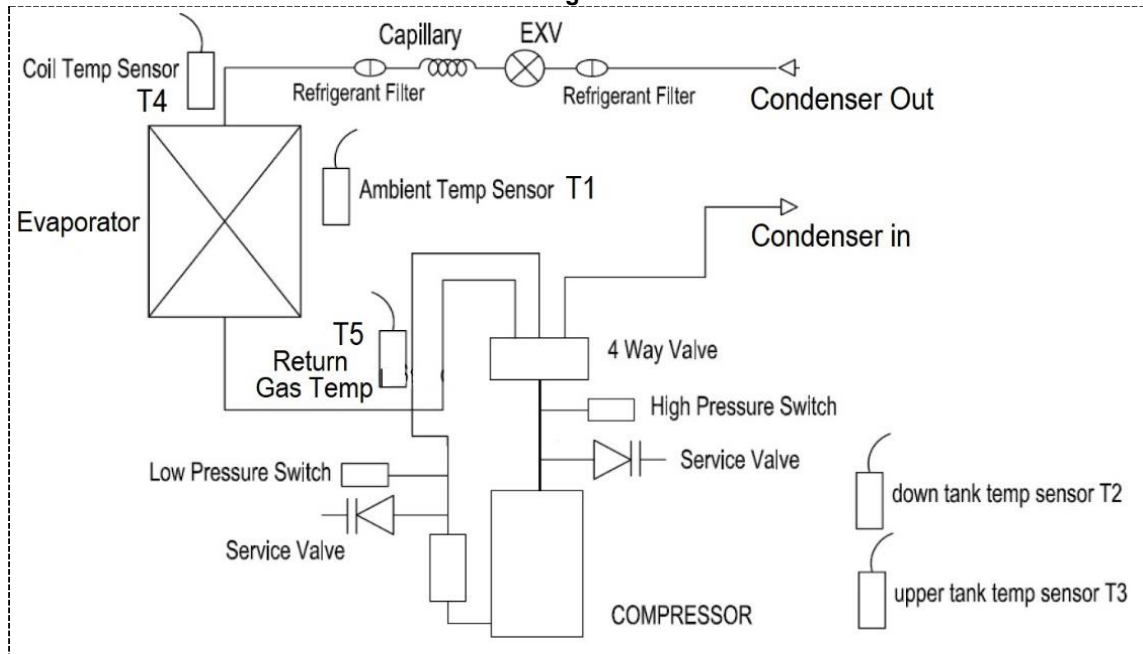 Capillary
EXV
Coil Temp Sensor
T4
Refrigerant Filter
Refrigerant Filter
Condenser Out
Ambient Temp Sensor T1
Evaporator
Condenser in
T5
Return
Gas Temp
4 Way Valve
High Pressure Switch
Low Pressure Switch
Service Valve
down tank temp sensor T2
Service Valve
upper tank temp sensor T3
COMPRESSOR